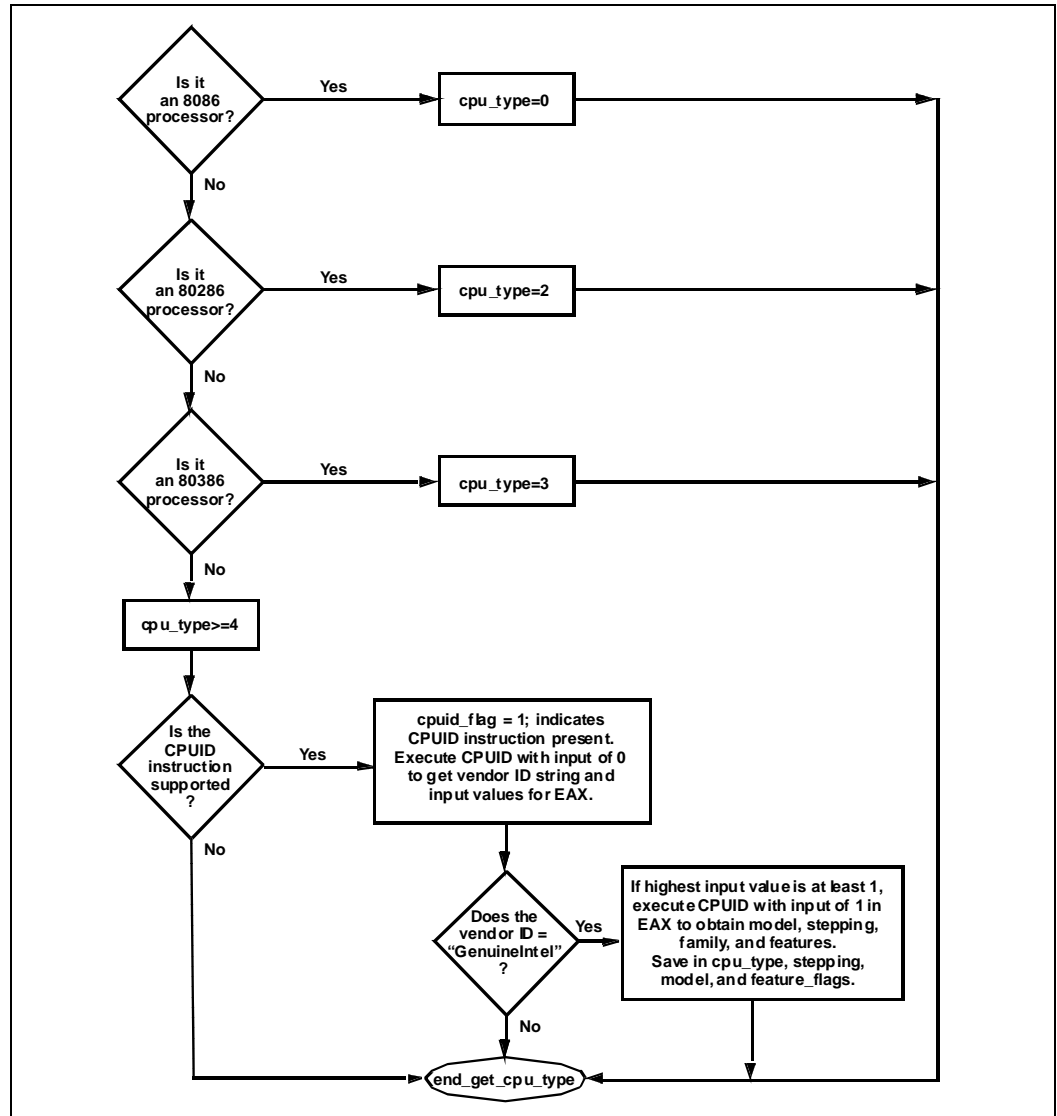 Is it
an 8086
processor?
Yes
cpu_type=0
No
Is it
an 80286
processor?
Yes
cpu_type=2
No
Is it
an 80386
processor?
Yes
cpu_type=3
No
cpu_type>=4
Is the
CPUID
instruction
supported
?
Yes
cpuid_flag = 1; indicates
CPUID instruction present.
Execute CPUID with input of 0
to get vendor ID string and
input values for EAX.
No
Does the
vendor ID =
“GenuineIntel”
?
Yes
If highest input value is at least 1,
execute CPUID with input of 1 in
EAX to obtain model, stepping,
family, and features.
Save in cpu_type, stepping,
model, and feature_flags.
No
end_get_cpu_type